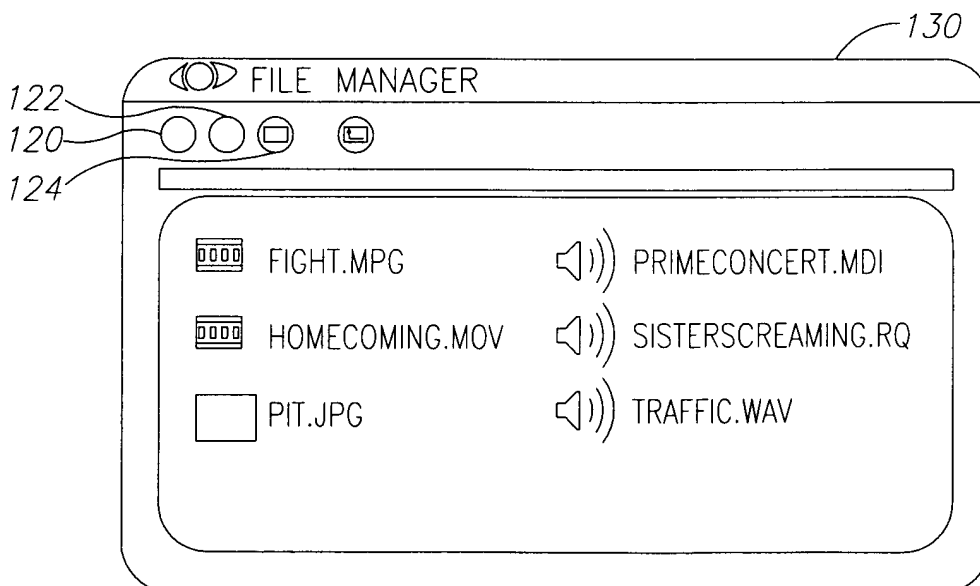 130
FILE MANAGER
122
120
124
FIGHT.MPG
PRIMECONCERT.MDI
HOMECOMING.MOV
SISTERSCREAMING.RQ
PIT.JPG
TRAFFIC.WAV